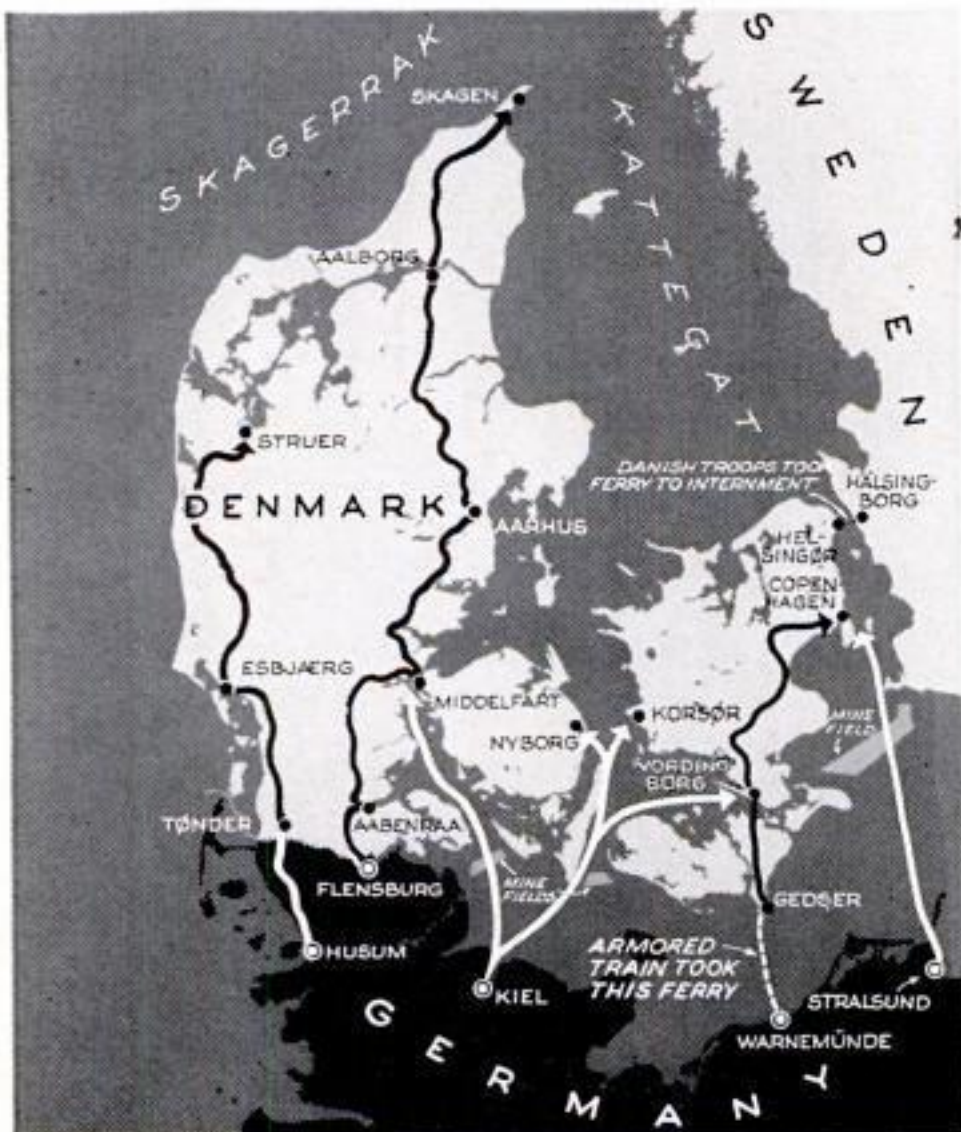 SWEDEN
SKAGERRAK
SKAGEN
KATTEGAT
AALBORG
STRUER
DANISH TROOPS TOOK
FERRY TO INTERNMENT
HÄLSING-
BORG
DENMARK
AARHUS
HEL-
SINGØR
COPEN
HAGEN
ESBJÆRG
MIDDELFART
KORSØR
NYBORG
MINE
FIELD
VORDING
BORG
TØNDER
AABENRAA
FLENSBURG
MINE
FIELDS
GEDSER
HUSUM
ARMORED
TRAIN TOOK
THIS FERRY
KIEL
STRALSUND
WARNEMÜNDE
GERMANY